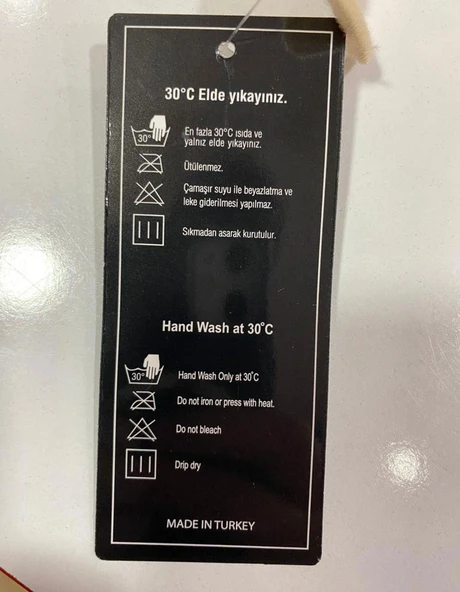 30°C Elde yıkayınız.
30°
En fazla 30°C ısıda ve
yalnız elde yıkayınız.
Ütülenmez.
Çamaşır suyu ile beyazlatma ve
leke giderilmesi yapılmaz.
Sıkmadan asarak kurutulur.
Hand Wash at 30°C
30°
Hand Wash Only at 30°C
Do not iron or press with heat.
Do not bleach
Drip dry
MADE IN TURKEY